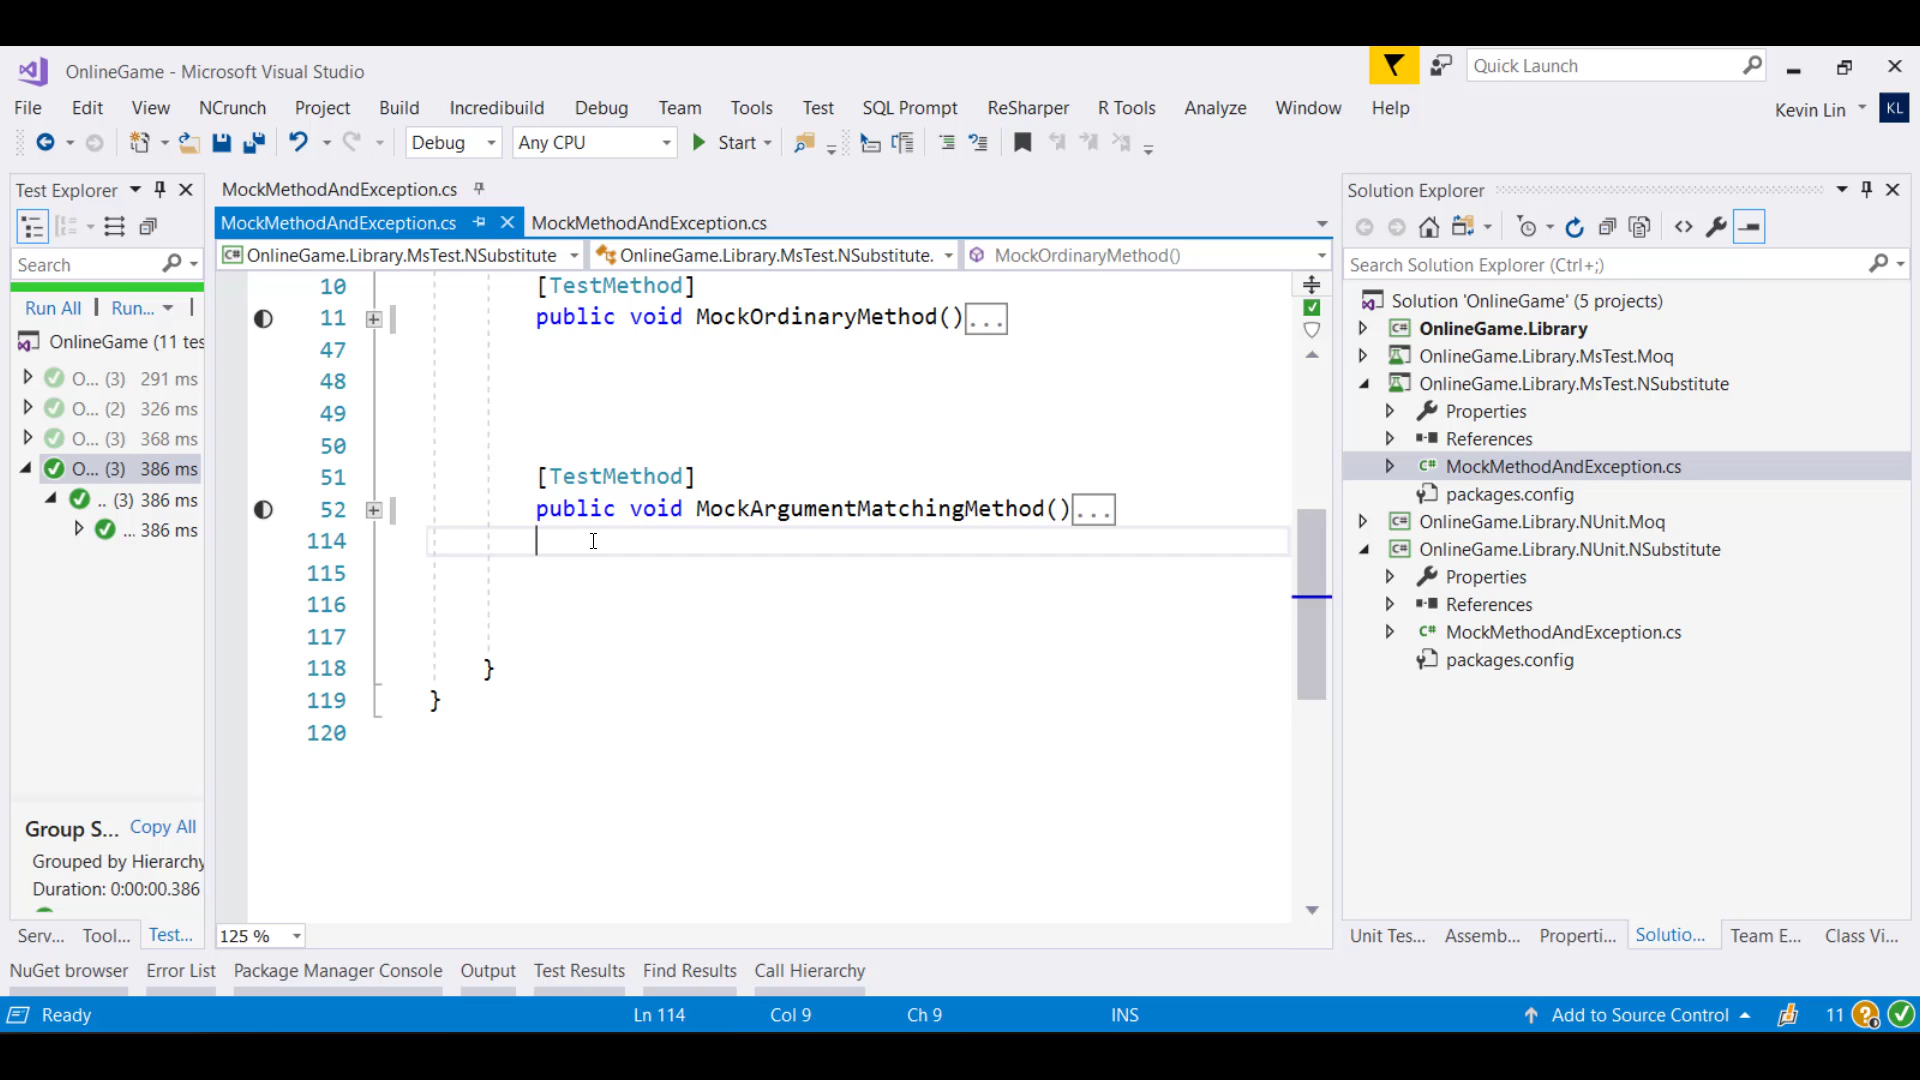 OnlineGame - Microsoft Visual Studio
Quick Launch
File Edit View NCrunch Project Build Incredibuild Debug Team Tools Test SQL Prompt ReSharper R Tools Analyze Window Help
Kevin Lin KL
Debug Any CPU Start
Test Explorer
Search
Run All | Run... |
OnlineGame (11 tes
O... (3) 291 ms
O... (2) 326 ms
O... (3) 368 ms
O... (3) 386 ms
.. (3) 386 ms
... 386 ms
Group S... Copy All
Grouped by Hierarchy
Duration: 0:00:00.386
Serv... Tool... Test...
MockMethodAndException.cs
MockMethodAndException.cs MockMethodAndException.cs
OnlineGame.Library.MsTest.NSubstitute OnlineGame.Library.MsTest.NSubstitute. MockOrdinaryMethod()
10 [TestMethod]
11 public void MockOrdinaryMethod()...
47
48
49
50
51 [TestMethod]
52 public void MockArgumentMatchingMethod()...
114
115
116
117
118 }
119 }
120
125 %
Solution Explorer
Search Solution Explorer (Ctrl+;)
Solution 'OnlineGame' (5 projects)
C# OnlineGame.Library
OnlineGame.Library.MsTest.Moq
OnlineGame.Library.MsTest.NSubstitute
Properties
References
C# MockMethodAndException.cs
packages.config
C# OnlineGame.Library.NUnit.Moq
C# OnlineGame.Library.NUnit.NSubstitute
Properties
References
C# MockMethodAndException.cs
packages.config
Unit Tes... Assemb... Properti... Solutio... Team E... Class Vi...
NuGet browser Error List Package Manager Console Output Test Results Find Results Call Hierarchy
Ready Ln 114 Col 9 Ch 9 INS Add to Source Control 11